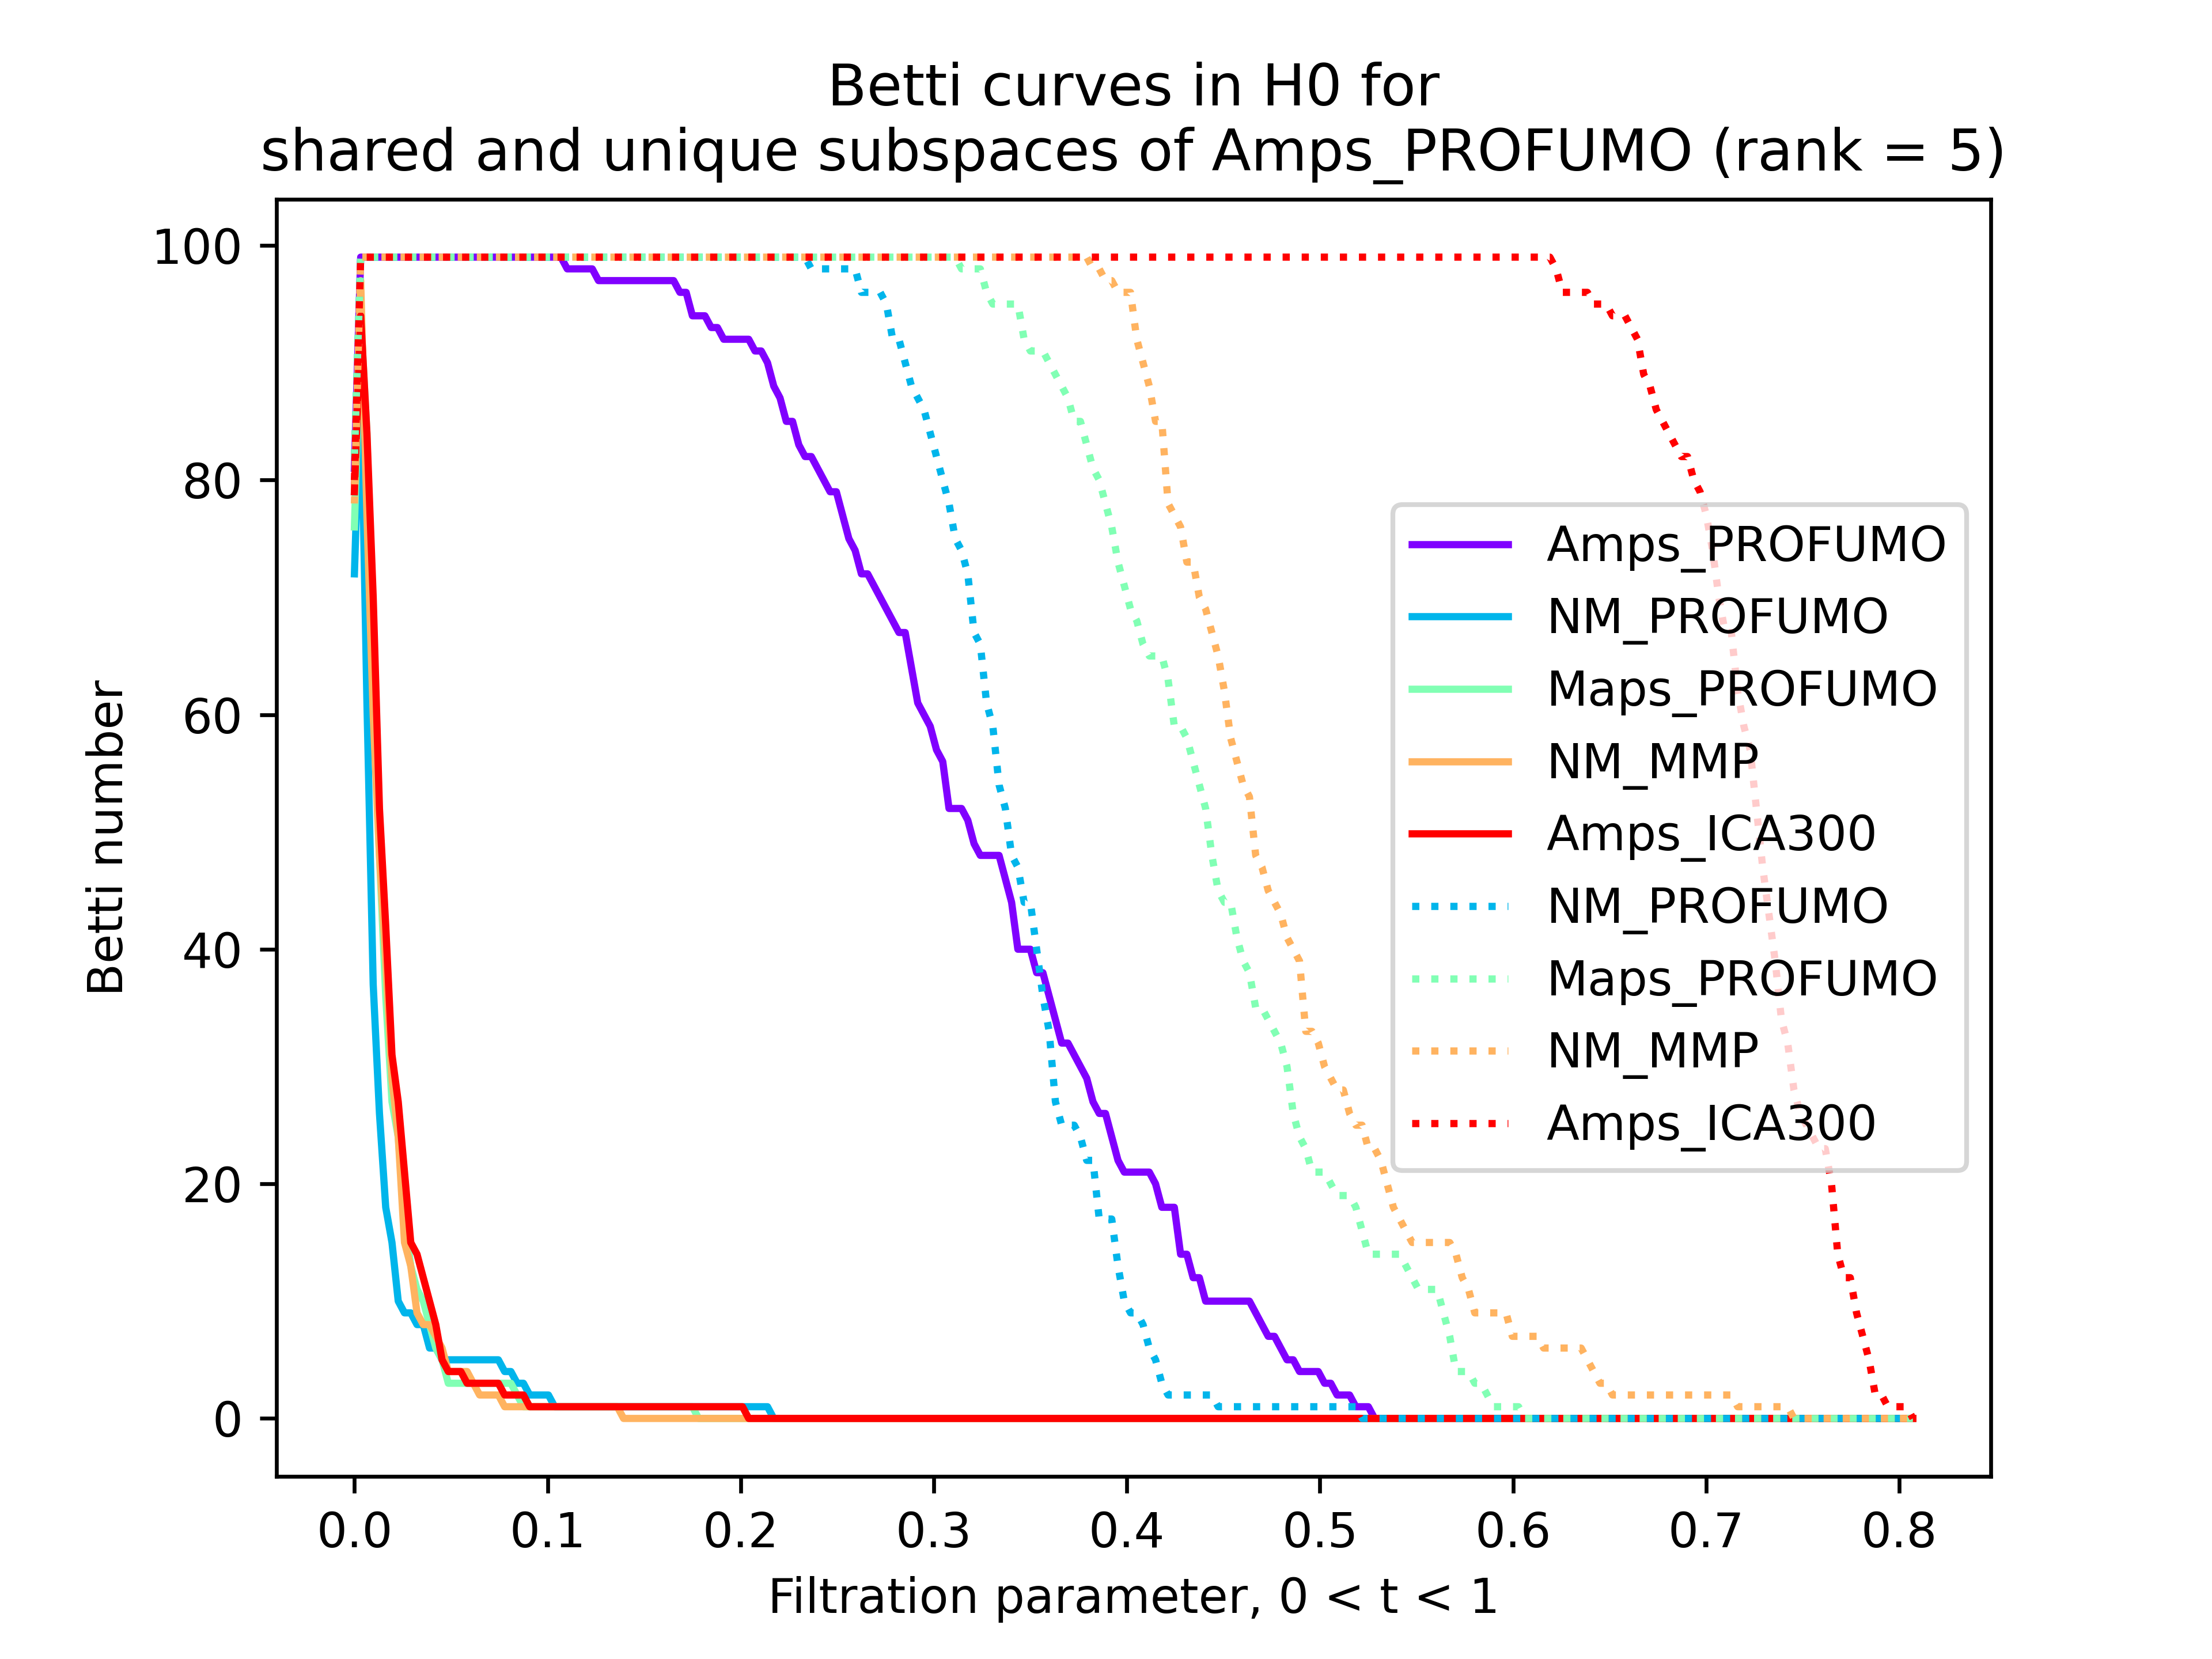 Betti curves in H0 for
shared and unique subspaces of Amps_PROFUMO (rank = 5)
100
80
60
40
20
0
Betti number
Amps_PROFUMO
NM_PROFUMO
Maps_PROFUMO
NM_MMP
Amps_ICA300
NM_PROFUMO
Maps_PROFUMO
NM_MMP
Amps_ICA300
0.0 0.1 0.2 0.3 0.4 0.5 0.6 0.7 0.8
Filtration parameter, 0 < t < 1